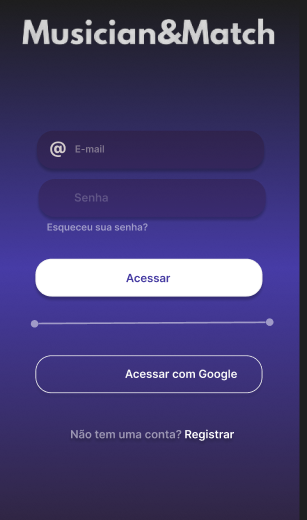 Musician&Match
@ E-mail
Senha
Esqueceu sua senha?
Acessar
Acessar com Google
Não tem uma conta? Registrar